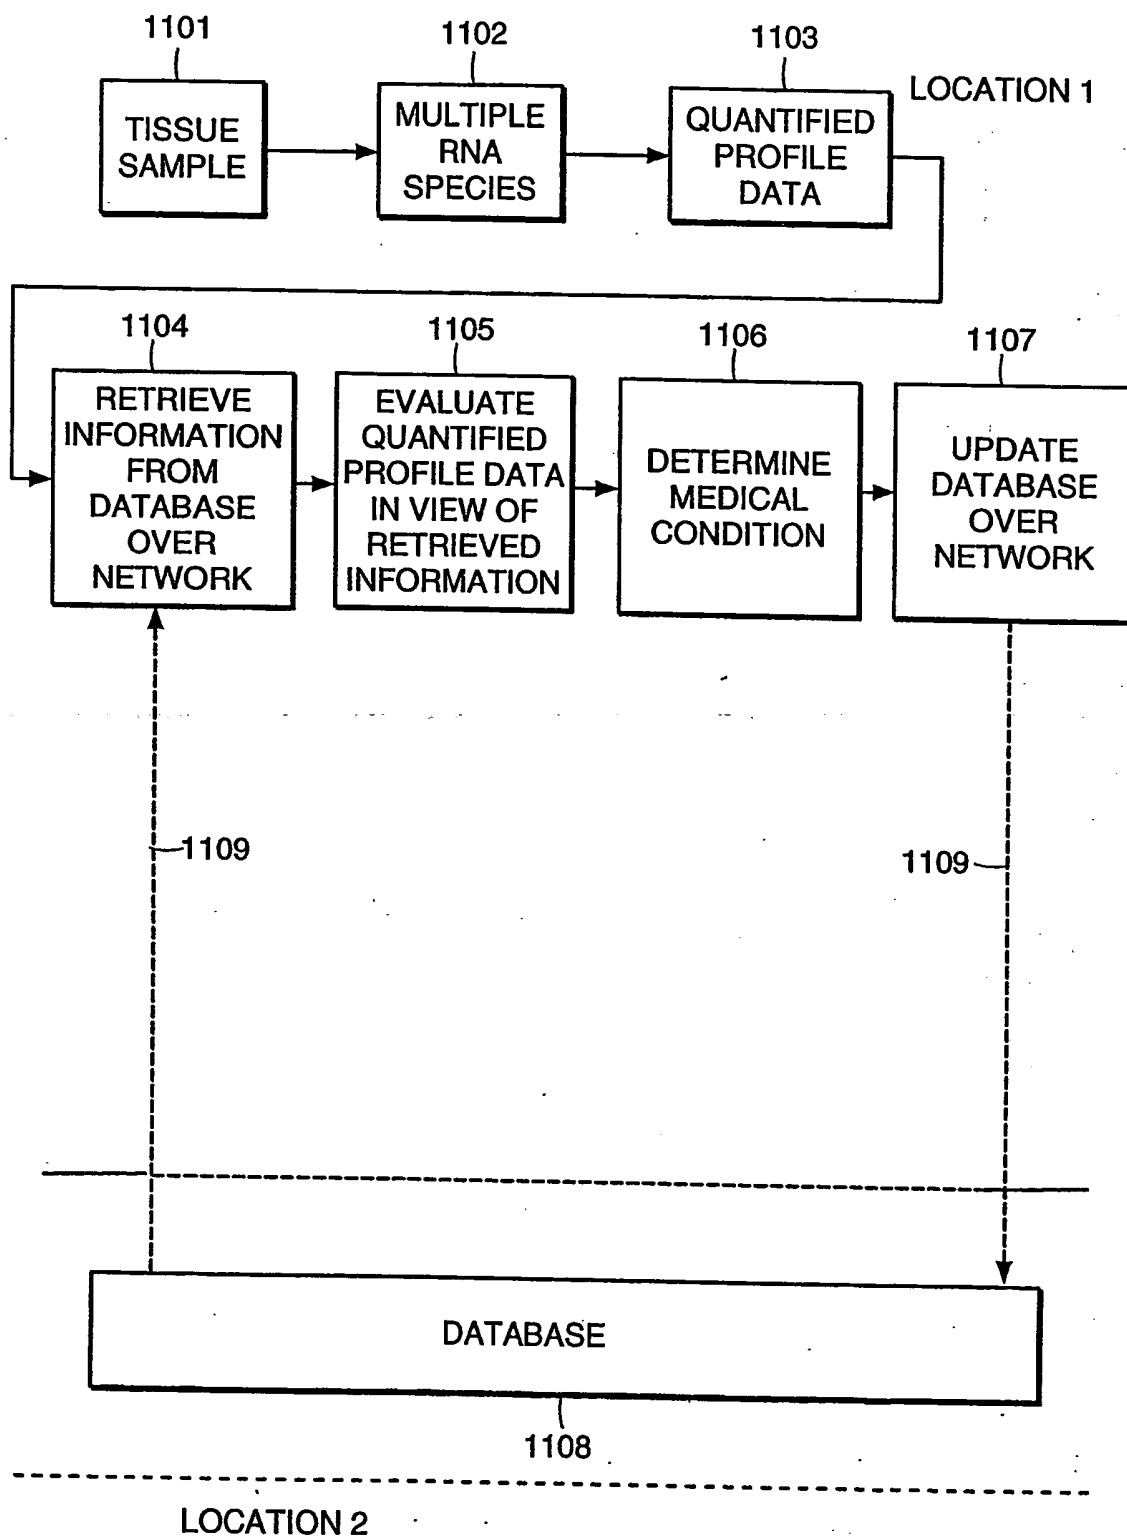 1101
1102
1103
LOCATION 1
TISSUE
SAMPLE
MULTIPLE
RNA
SPECIES
QUANTIFIED
PROFILE
DATA
1104
1105
1106
1107
RETRIEVE
INFORMATION
FROM
DATABASE
OVER
NETWORK
EVALUATE
QUANTIFIED
PROFILE DATA
IN VIEW OF
RETRIEVED
INFORMATION
DETERMINE
MEDICAL
CONDITION
UPDATE
DATABASE
OVER
NETWORK
1109
1109
DATABASE
1108
LOCATION 2